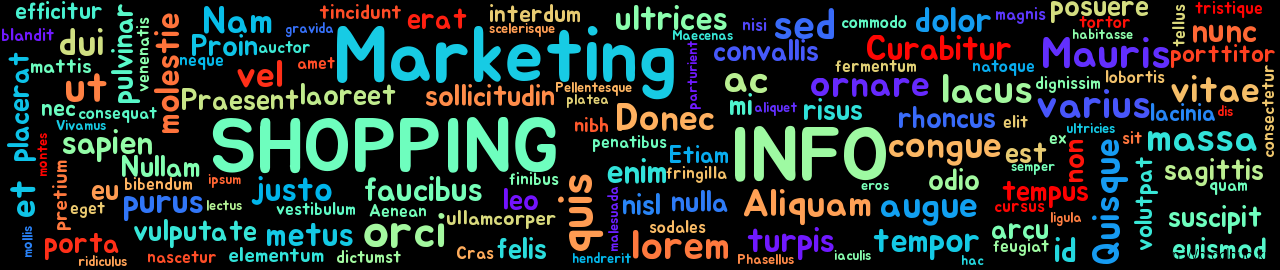 efficitur
Nam
gravida
tincidunt
erat
interdum
scelerisque
ultrices
Maecenas
nisi
sed
commodo
dolor
magnis
posuere
tortor
habitasse
tellus
tristique
nunc
porttitor
blandit
dui
pulvinar
venenatis
molestie
Proin
auctor
neque
vel
amet
Marketing
parturient
convallis
Curabitur
fermentum
natoque
Mauris
mattis
ut
Praesent
laoreet
sollicitudin
Pellentesque
platea
ac
ornare
lacus
dignissim
lobortis
vitae
consectetur
placerat
nec
consequat
Vivamus
nibh
Donec
mi
aliquet
risus
rhoncus
elit
varius
lacinia
dis
montes
sapien
SHOPPING
penatibus
Etiam
INFO
congue
est
ex
ultricies
sit
massa
non
Nullam
ipsum
finibus
enim
fringilla
eros
odio
semper
sagittis
quam
et
pretium
eu
bibendum
eget
purus
lectus
justo
vestibulum
faucibus
Aenean
leo
ullamcorper
quis
malesuada
nisl
nulla
sodales
Aliquam
augue
tempus
cursus
ligula
Quisque
volutpat
suscipit
mollis
porta
ridiculus
vulputate
nascetur
metus
elementum
dictumst
orci
Cras
felis
hendrerit
lorem
Phasellus
turpis
iaculis
tempor
hac
arcu
feugiat
id
euismod